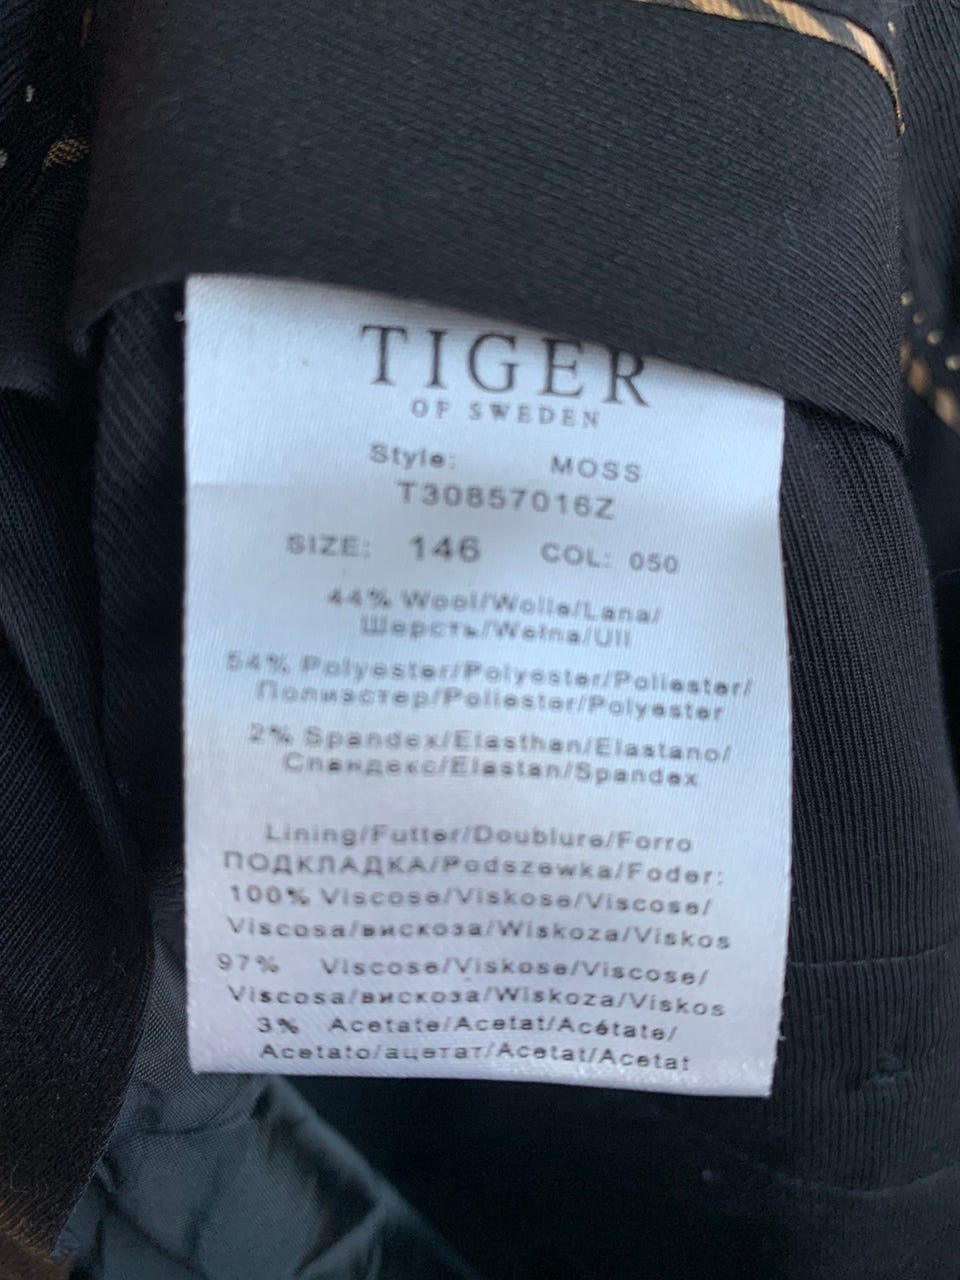 TIGER
OF SWEDEN
Style: MOSS
T30857016Z
SIZE: 146 COL: 050
44% Wool/Wolle/Lana/
Шерсть/Wełna/Ull
54% Polyester/Polyester/Poliester/
Полиэстер/Poliester/Polyester
2% Spandex/Elasthan/Elastano/
Спандекс/Elastan/Spandex
Lining/Futter/Doublure/Forro
ПОДКЛАДКА/Podszewka/Foder:
100% Viscose/Viskose/Viscose/
Viscosa/вискоза/Wiskoza/Viskos
97% Viscose/Viskose/Viscose/
Viscosa/вискоза/Wiskoza/Viskos
3% Acetate/Acetat/Acétate/
Acetato/ацетат/Acetat/Acetat